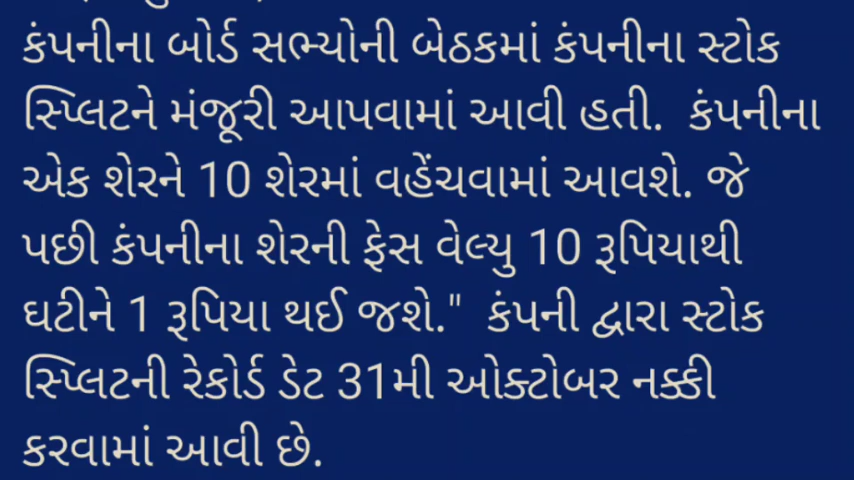 કંપનીના બોર્ડ સભ્યોની બેઠકમાં કંપનીના સ્ટોક
સ્પ્લિટને મંજૂરી આપવામાં આવી હતી.  કંપનીના
એક શેરને 10 શેરમાં વહેંચવામાં આવશે. જે
પછી કંપનીના શેરની ફેસ વેલ્યુ 10 રૂપિયાથી
ઘટીને 1 રૂપિયા થઈ જશે."  કંપની દ્વારા સ્ટોક
સ્પ્લિટની રેકોર્ડ ડેટ 31મી ઓક્ટોબર નક્કી
કરવામાં આવી છે.